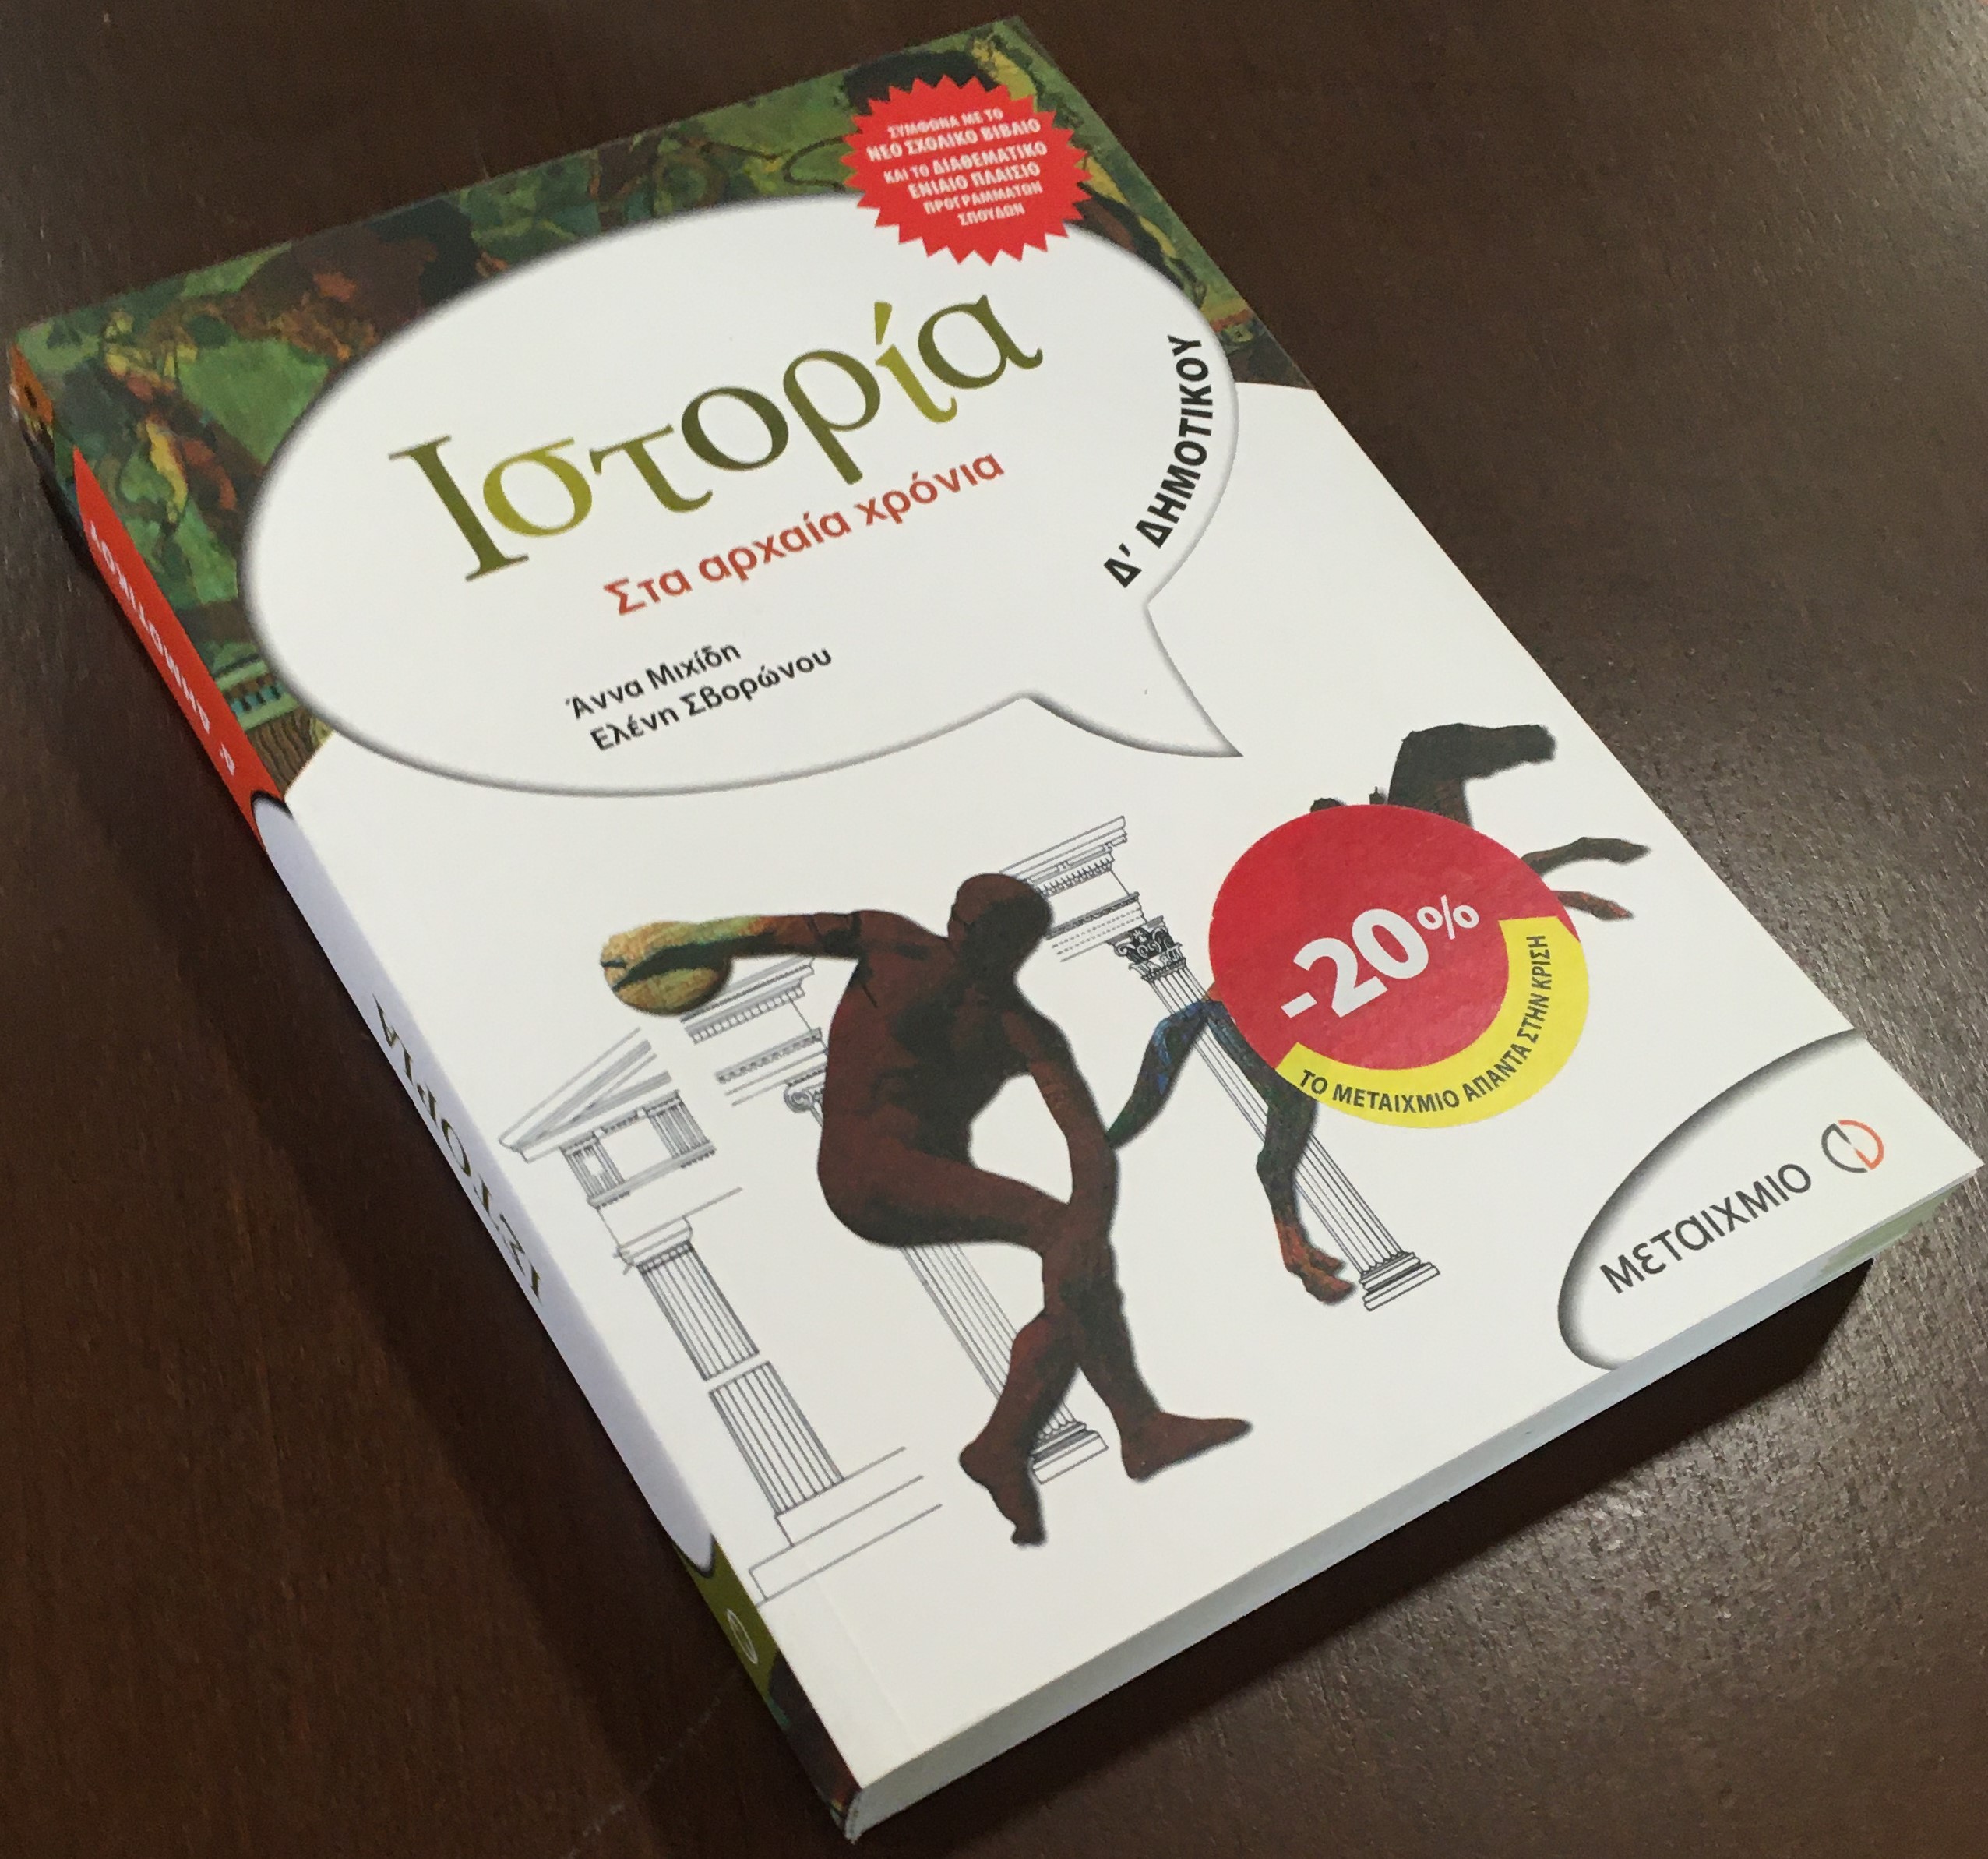 ΣΥΜΦΩΝΑ ΜΕ ΤΟ
ΝΕΟ ΣΧΟΛΙΚΟ ΒΙΒΛΙΟ
ΚΑΙ ΤΟ ΔΙΑΘΕΜΑΤΙΚΟ
ΕΝΙΑΙΟ ΠΛΑΙΣΙΟ
ΠΡΟΓΡΑΜΜΑΤΩΝ
ΣΠΟΥΔΩΝ
Ιστορία
Στα αρχαία χρόνια
Δ' ΔΗΜΟΤΙΚΟΥ
Άννα Μιχίδη
Ελένη Σβορώνου
-20%
ΤΟ ΜΕΤΑΙΧΜΙΟ ΑΠΑΝΤΑ ΣΤΗΝ ΚΡΙΣΗ
ΜΕΤΑΙΧΜΙΟ
Δ' ΔΗΜΟΤΙΚΟΥ
ΙΣΤΟΡΙΑ